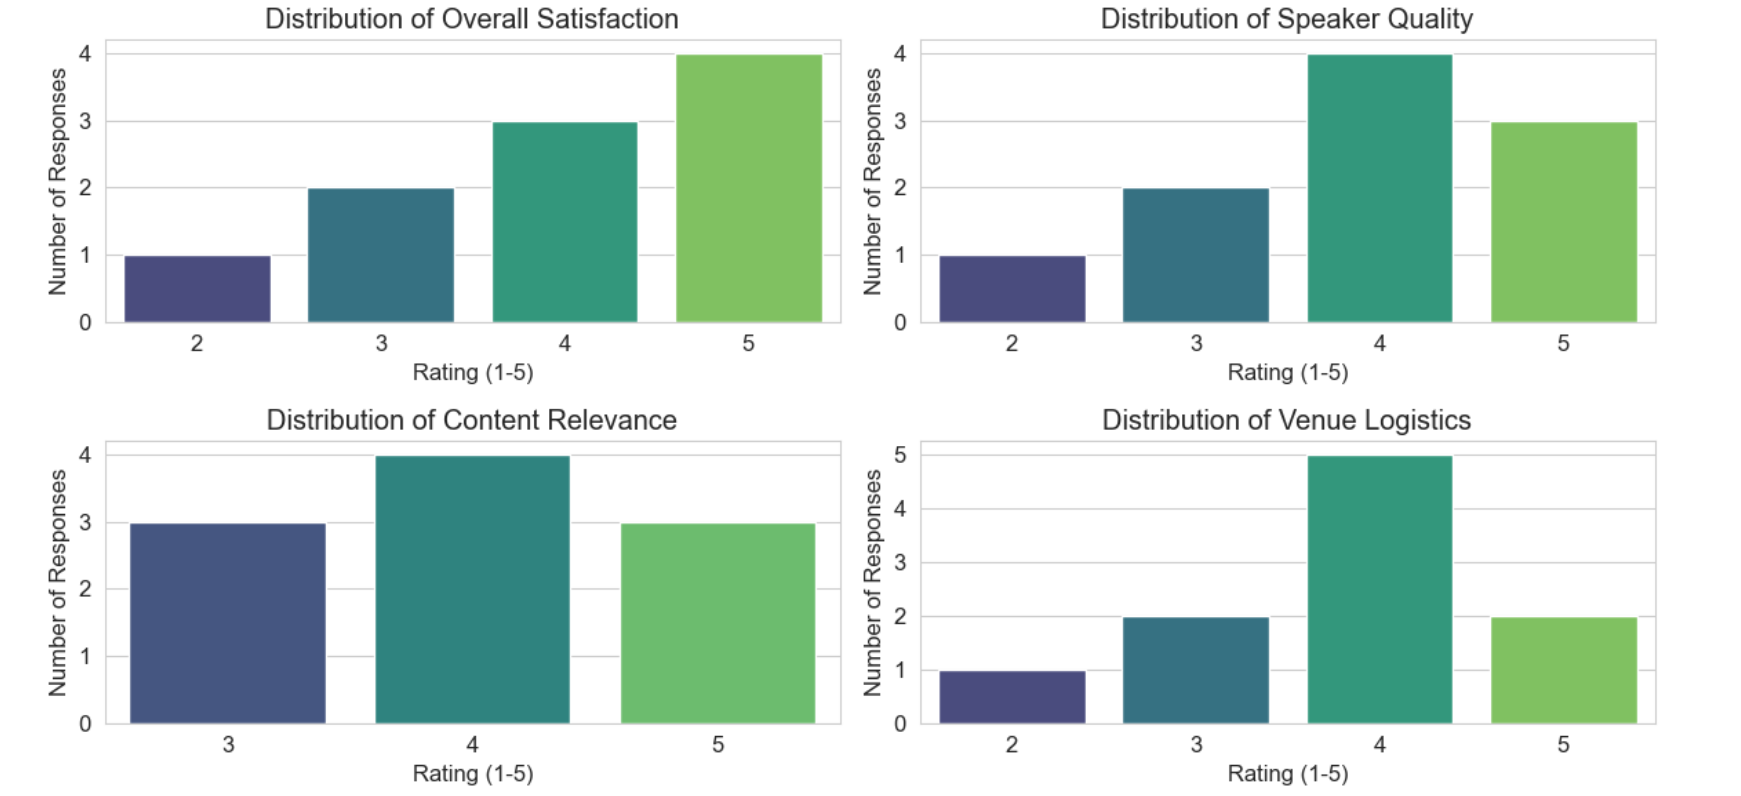 Distribution of Overall Satisfaction
Number of Responses
4
3
2
1
0
2 3 4 5
Rating (1-5)
Distribution of Speaker Quality
Number of Responses
4
3
2
1
0
2 3 4 5
Rating (1-5)
Distribution of Content Relevance
Number of Responses
4
3
2
1
0
3 4 5
Rating (1-5)
Distribution of Venue Logistics
Number of Responses
5
4
3
2
1
0
2 3 4 5
Rating (1-5)